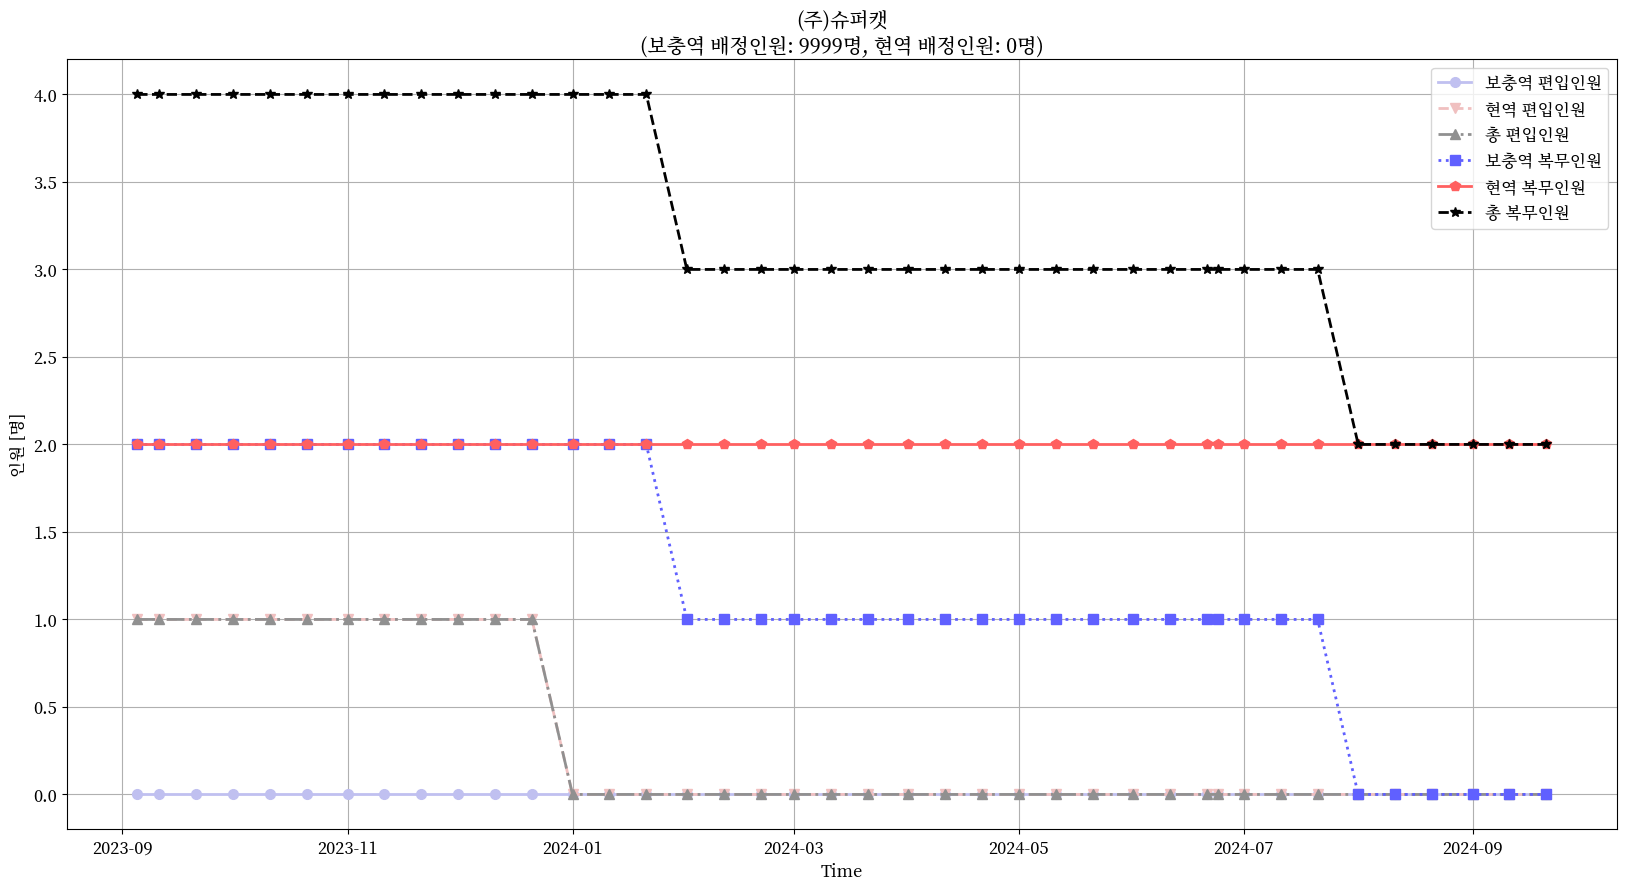 (주)슈퍼캣
(보충역 배정인원: 9999명, 현역 배정인원: 0명)
보충역 편입인원
현역 편입인원
총 편입인원
보충역 복무인원
현역 복무인원
총 복무인원
인원 [명]
4.0
3.5
3.0
2.5
2.0
1.5
1.0
0.5
0.0
2023-09 2023-11 2024-01 2024-03 2024-05 2024-07 2024-09
Time